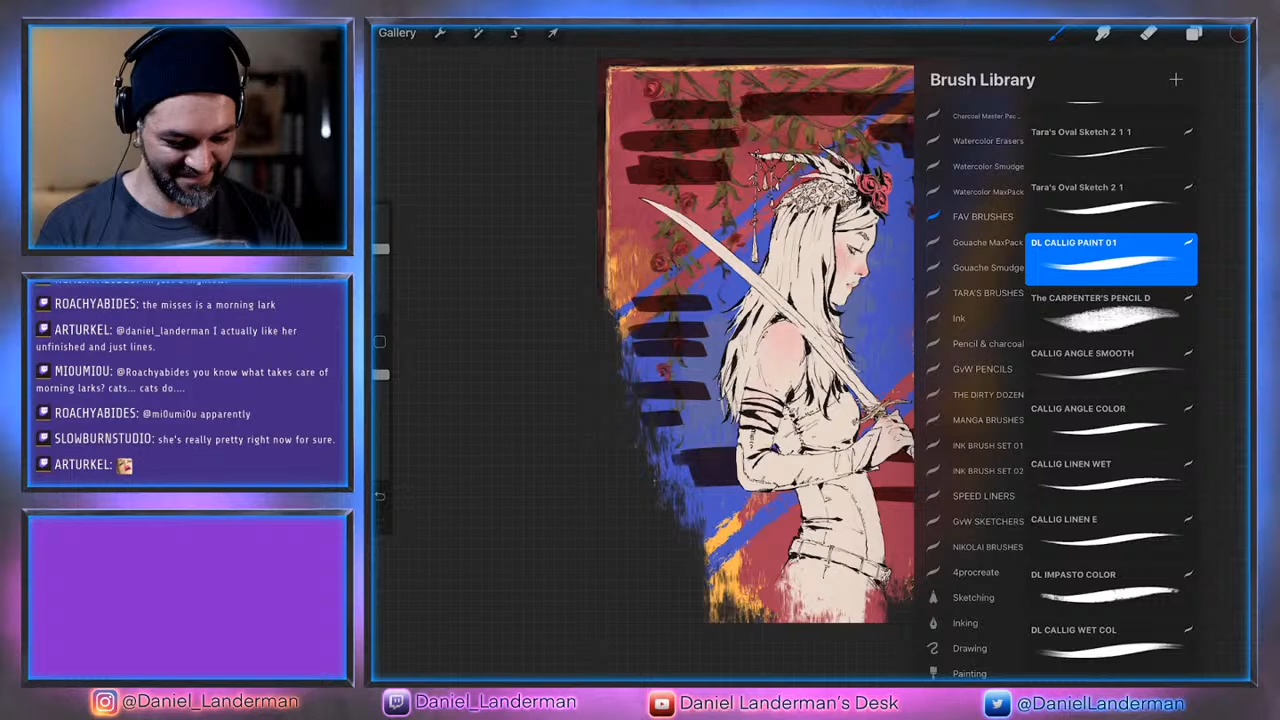 Gallery
Brush Library
Charcoal Master Pac...
Watercolor Erasers
Watercolor Smudge
Watercolor MaxPack
FAV BRUSHES
Gouache MaxPack
Gouache Smudge
TARA'S BRUSHES
Ink
Pencil & charcoal
GvW PENCILS
THE DIRTY DOZEN
MANGA BRUSHES
INK BRUSH SET 01
INK BRUSH SET 02
SPEED LINERS
GvW SKETCHERS
NIKOLAI BRUSHES
4procreate
Sketching
Inking
Drawing
Painting
Tara's Oval Sketch 2 1 1
Tara's Oval Sketch 2 1
DL CALLIG PAINT 01
The CARPENTER'S PENCIL D
CALLIG ANGLE SMOOTH
CALLIG ANGLE COLOR
CALLIG LINEN WET
CALLIG LINEN E
DL IMPASTO COLOR
DL CALLIG WET COL
ROACHYABIDES: the misses is a morning lark
ARTURKEL: @daniel_landerman I actually like her
unfinished and just lines.
MI0UMI0U: @Roachyabides you know what takes care of
morning larks? cats... cats do....
ROACHYABIDES: @mi0umi0u apparently
SLOWBURNSTUDIO: she's really pretty right now for sure.
ARTURKEL:
@Daniel_Landerman
Daniel_Landerman
Daniel Landerman's Desk
@DanielLanderman